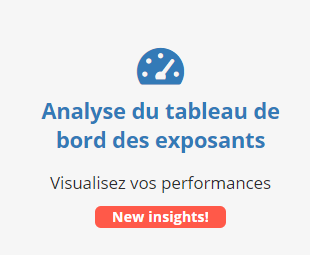 Analyse du tableau de
bord des exposants
Visualisez vos performances
New insights!